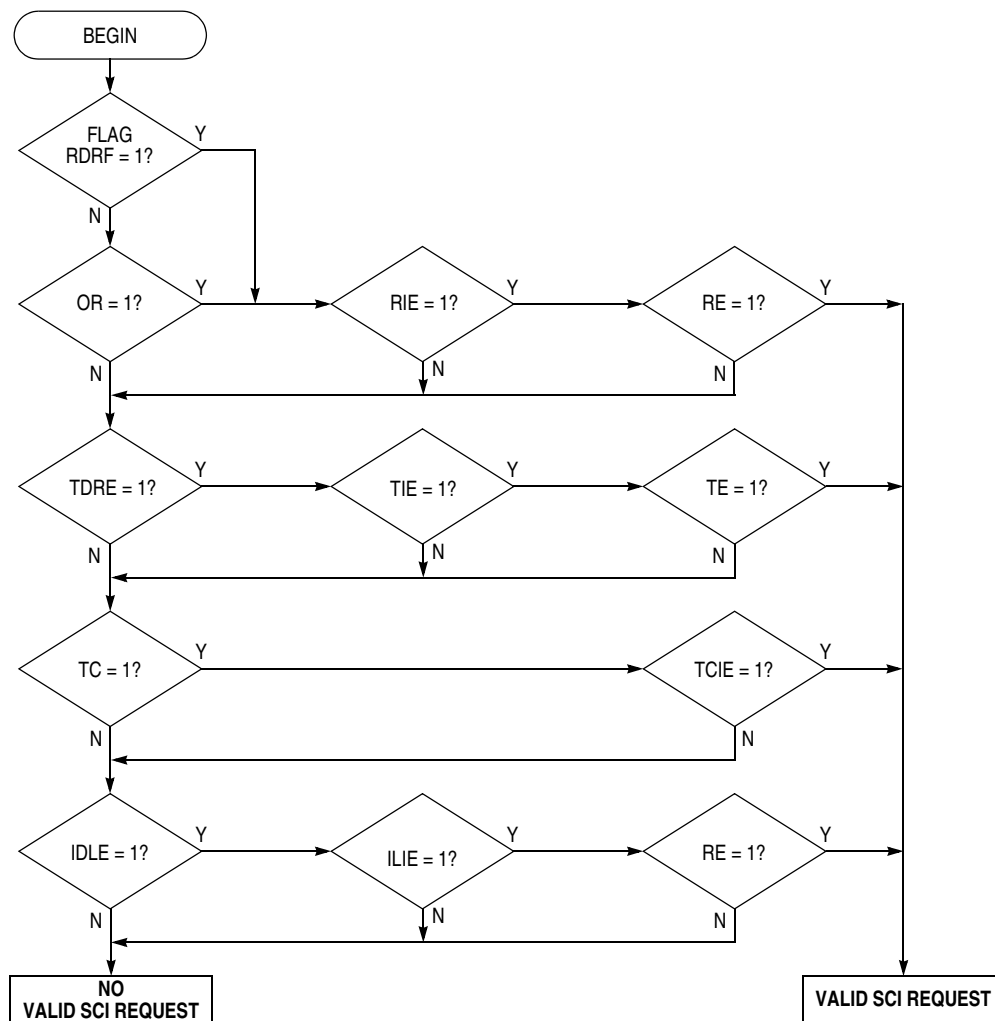 BEGIN
FLAG
RDRF = 1?
Y
N
OR = 1?
Y
RIE = 1?
Y
RE = 1?
Y
N
N
N
TDRE = 1?
Y
TIE = 1?
Y
TE = 1?
Y
N
N
N
TC = 1?
Y
TCIE = 1?
Y
N
N
IDLE = 1?
Y
ILIE = 1?
Y
RE = 1?
Y
N
N
N
NO
VALID SCI REQUEST
VALID SCI REQUEST